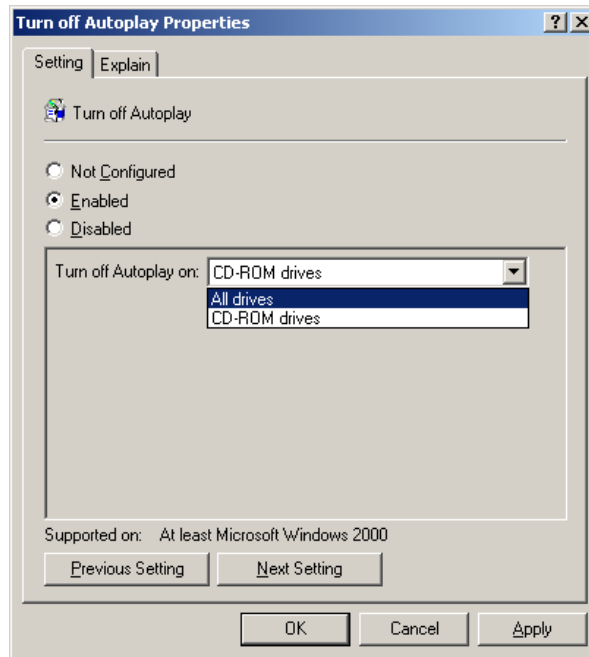 Turn off Autoplay Properties
Setting Explain
Turn off Autoplay
Not Configured
Enabled
Disabled
Turn off Autoplay on: CD-ROM drives
All drives
CD-ROM drives
Supported on: At least Microsoft Windows 2000
Previous Setting Next Setting
OK Cancel Apply